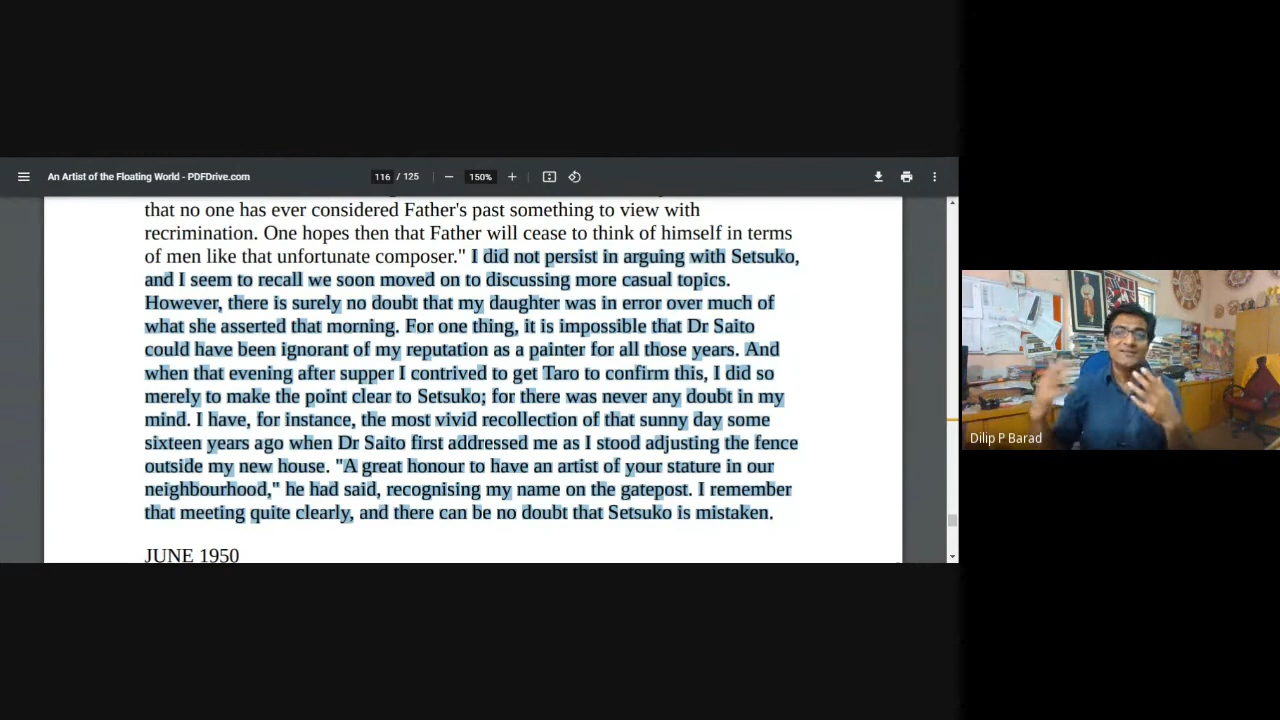 An Artist of the Floating World - PDFDrive.com
116 / 125
150%
that no one has ever considered Father's past something to view with
recrimination. One hopes then that Father will cease to think of himself in terms
of men like that unfortunate composer." I did not persist in arguing with Setsuko,
and I seem to recall we soon moved on to discussing more casual topics.
However, there is surely no doubt that my daughter was in error over much of
what she asserted that morning. For one thing, it is impossible that Dr Saito
could have been ignorant of my reputation as a painter for all those years. And
when that evening after supper I contrived to get Taro to confirm this, I did so
merely to make the point clear to Setsuko; for there was never any doubt in my
mind. I have, for instance, the most vivid recollection of that sunny day some
sixteen years ago when Dr Saito first addressed me as I stood adjusting the fence
outside my new house. "A great honour to have an artist of your stature in our
neighbourhood," he had said, recognising my name on the gatepost. I remember
that meeting quite clearly, and there can be no doubt that Setsuko is mistaken.
JUNE 1950
Dilip P Barad